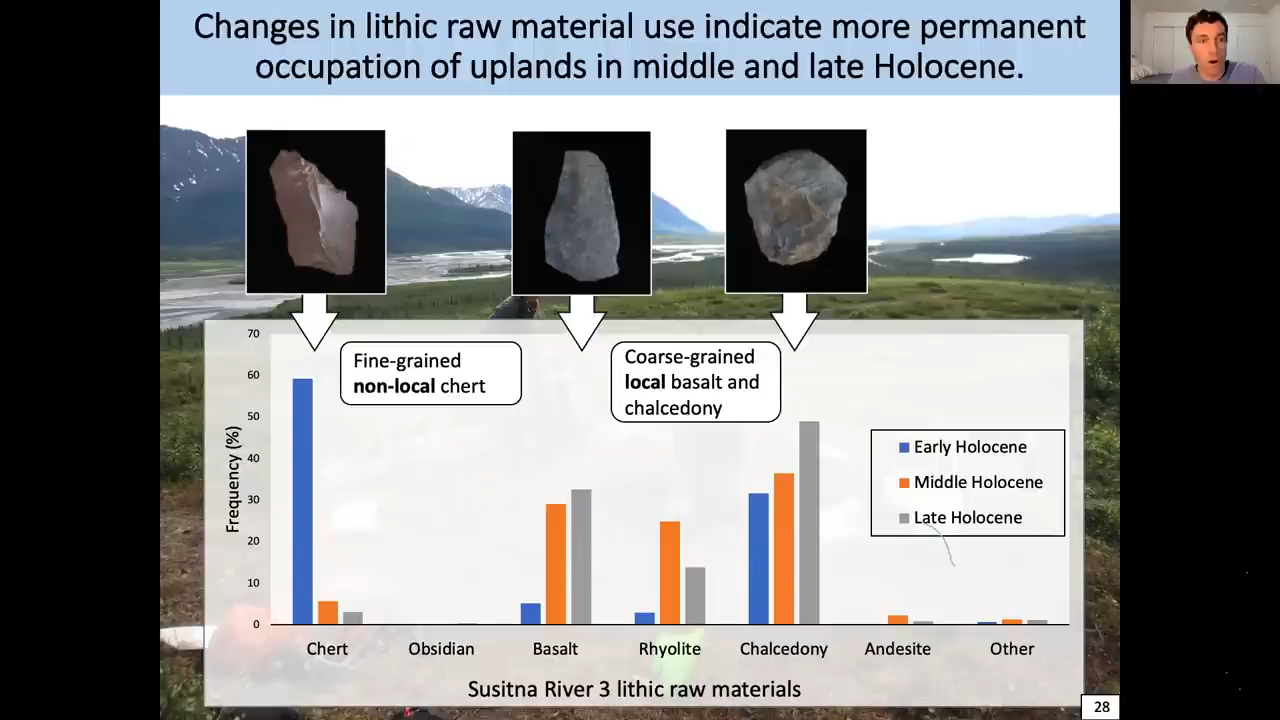 Changes in lithic raw material use indicate more permanent
occupation of uplands in middle and late Holocene.
Fine-grained
non-local chert
Coarse-grained
local basalt and
chalcedony
70
60
50
40
30
20
10
0
Frequency (%)
Early Holocene
Middle Holocene
Late Holocene
Chert Obsidian Basalt Rhyolite Chalcedony Andesite Other
Susitna River 3 lithic raw materials
28